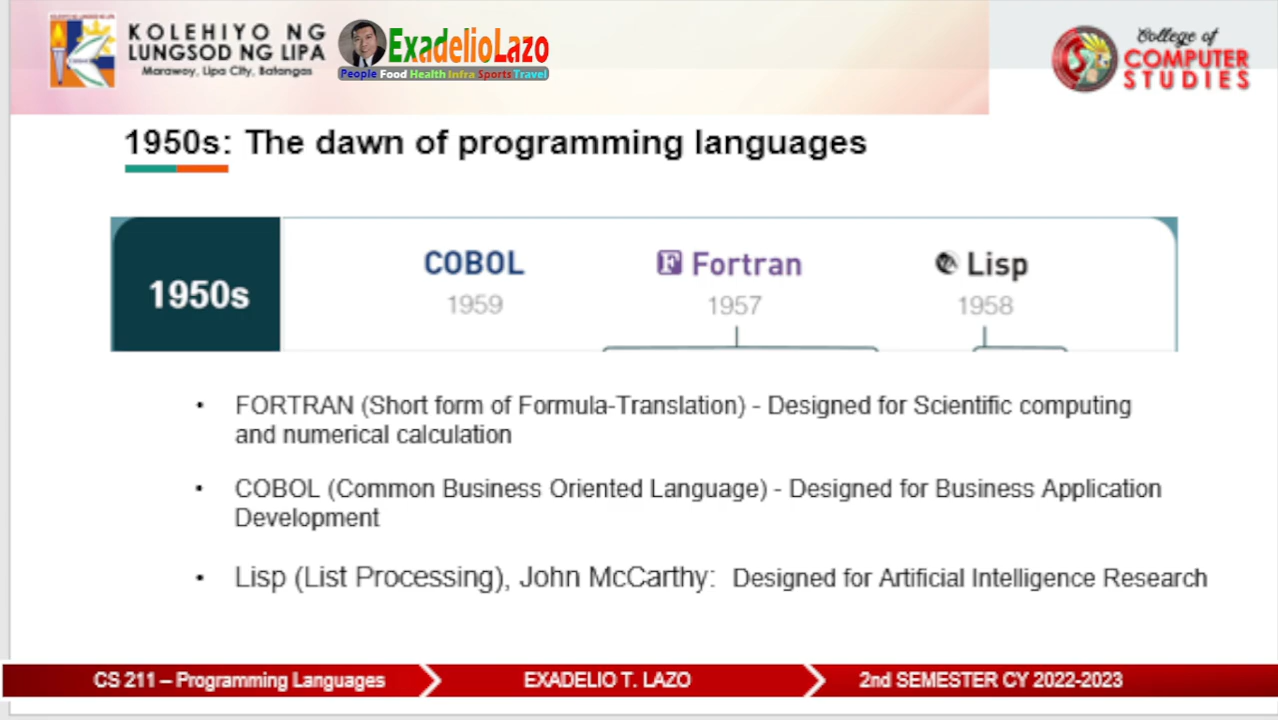 KOLEHIYO NG
LUNGSOD NG LIPA
Marawoy, Lipa City, Batangas
ExadelioLazo
People Food Health Infra Sports Travel
College of
COMPUTER
STUDIES
1950s: The dawn of programming languages
1950s
COBOL
1959
Fortran
1957
Lisp
1958
• FORTRAN (Short form of Formula-Translation) - Designed for Scientific computing
and numerical calculation
• COBOL (Common Business Oriented Language) - Designed for Business Application
Development
• Lisp (List Processing), John McCarthy: Designed for Artificial Intelligence Research
CS 211 – Programming Languages
EXADELIO T. LAZO
2nd SEMESTER CY 2022-2023